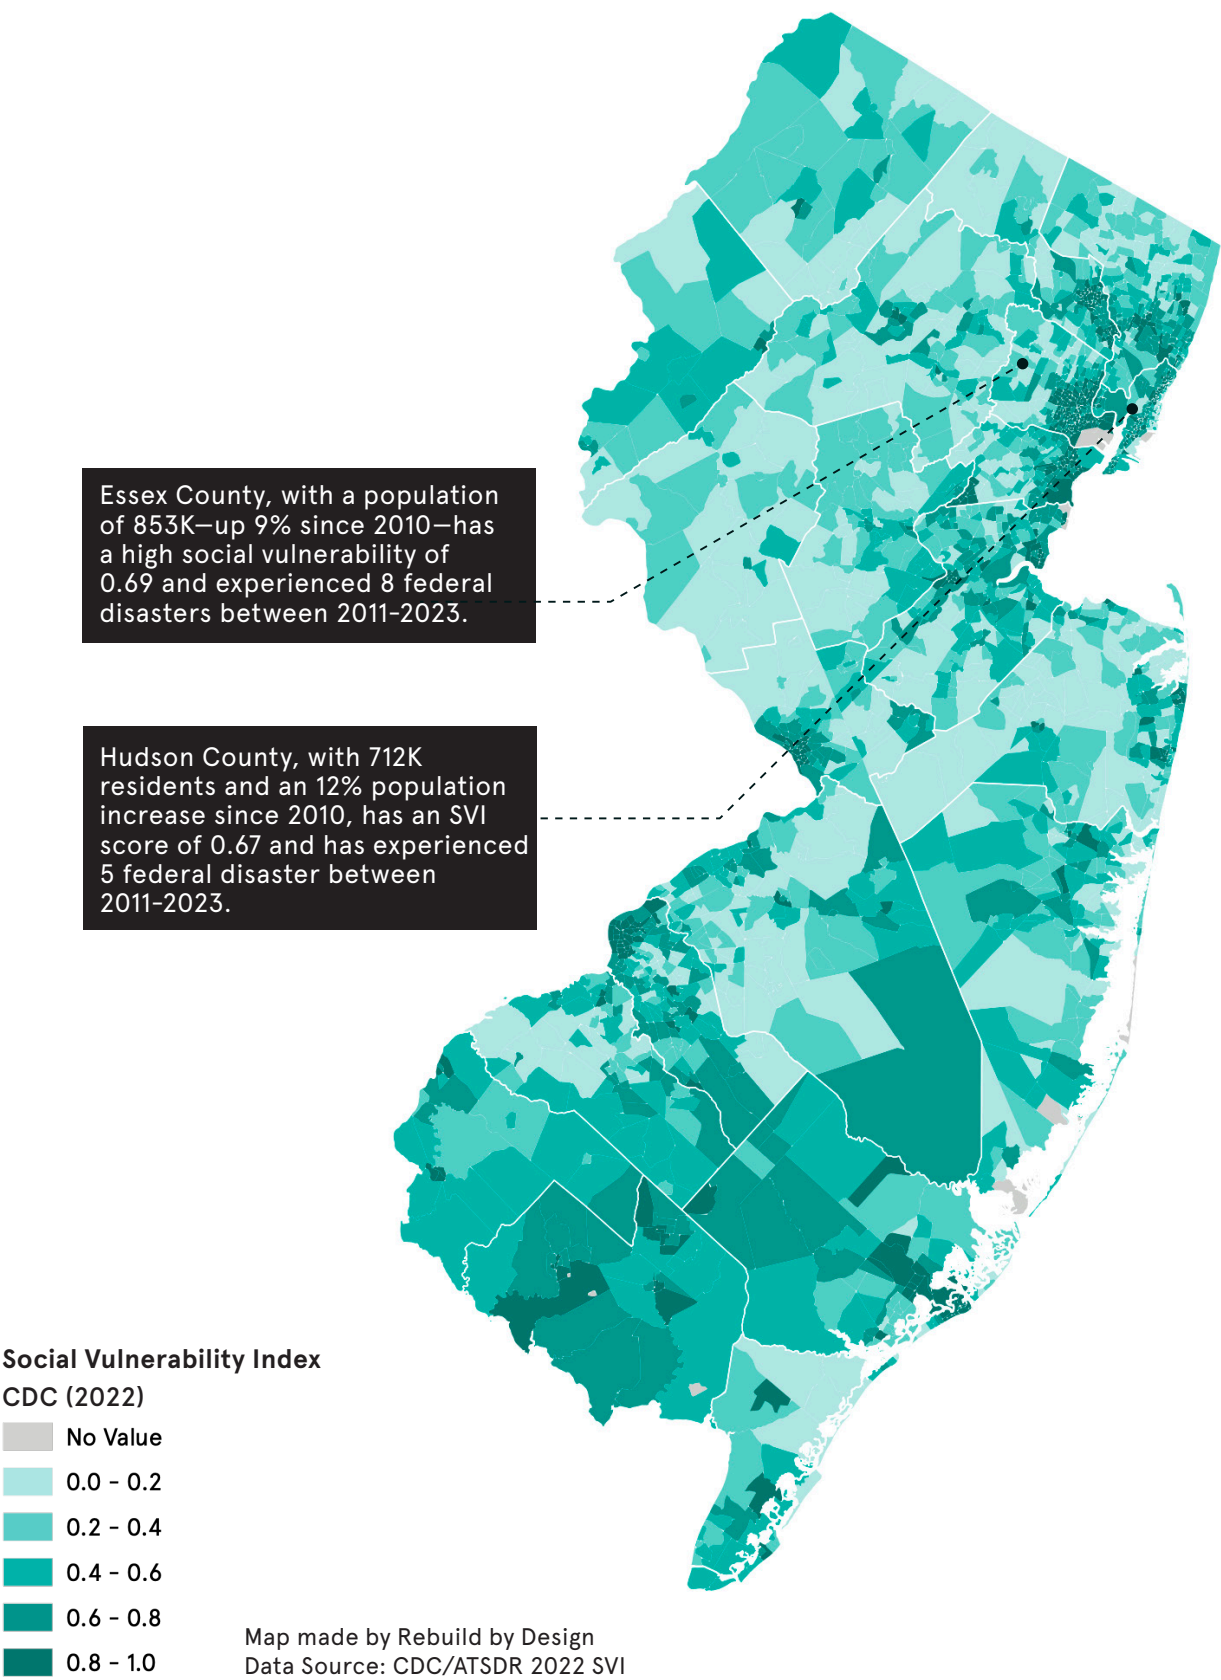 Essex County, with a population
of 853K—up 9% since 2010—has
a high social vulnerability of
0.69 and experienced 8 federal
disasters between 2011-2023.
Hudson County, with 712K
residents and an 12% population
increase since 2010, has an SVI
score of 0.67 and has experienced
5 federal disaster between
2011-2023.
Social Vulnerability Index
CDC (2022)
No Value
0.0 - 0.2
0.2 - 0.4
0.4 - 0.6
0.6 - 0.8
0.8 - 1.0
Map made by Rebuild by Design
Data Source: CDC/ATSDR 2022 SVI